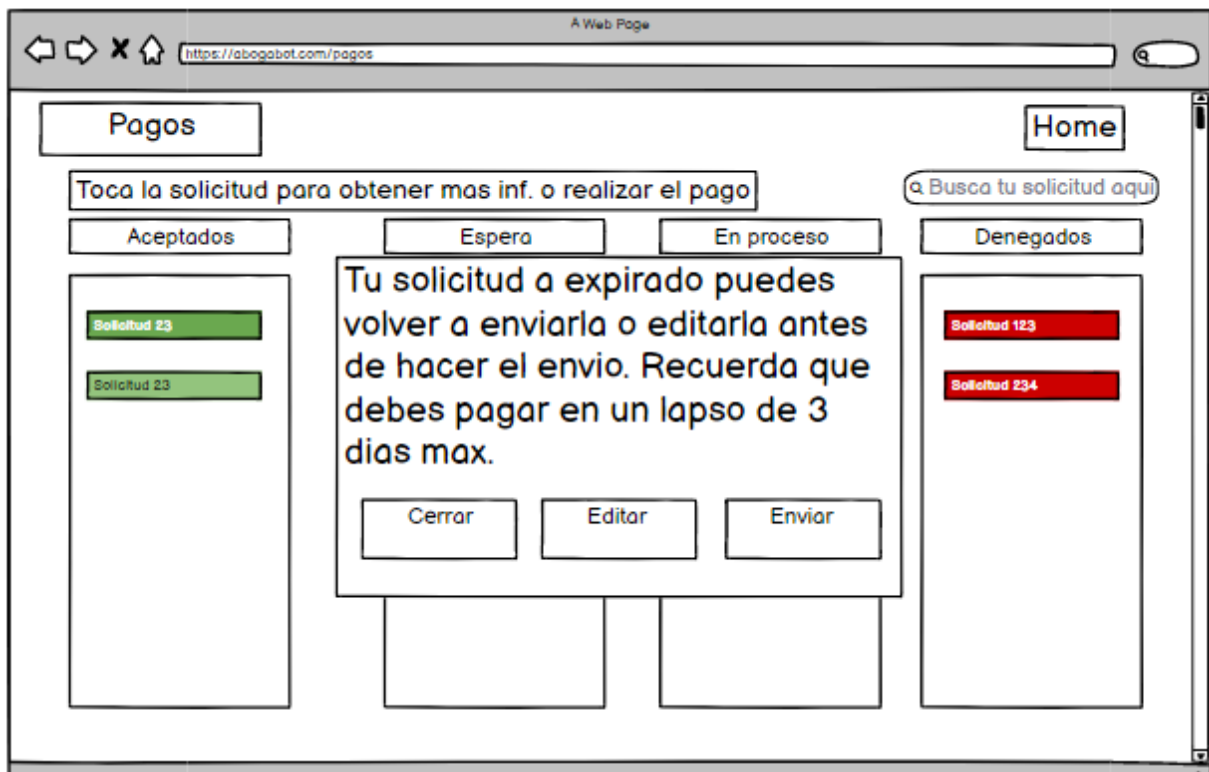 A Web Page
https://abogabot.com/pagos
Pagos
Home
Toca la solicitud para obtener mas inf. o realizar el pago
Busca tu solicitud aqui
Aceptados
Espera
En proceso
Denegados
Tu solicitud a expirado puedes
volver a enviarla o editarla antes
de hacer el envio. Recuerda que
debes pagar en un lapso de 3
dias max.
Cerrar
Editar
Enviar
Solicitud 23
Solicitud 23
Solicitud 123
Solicitud 234